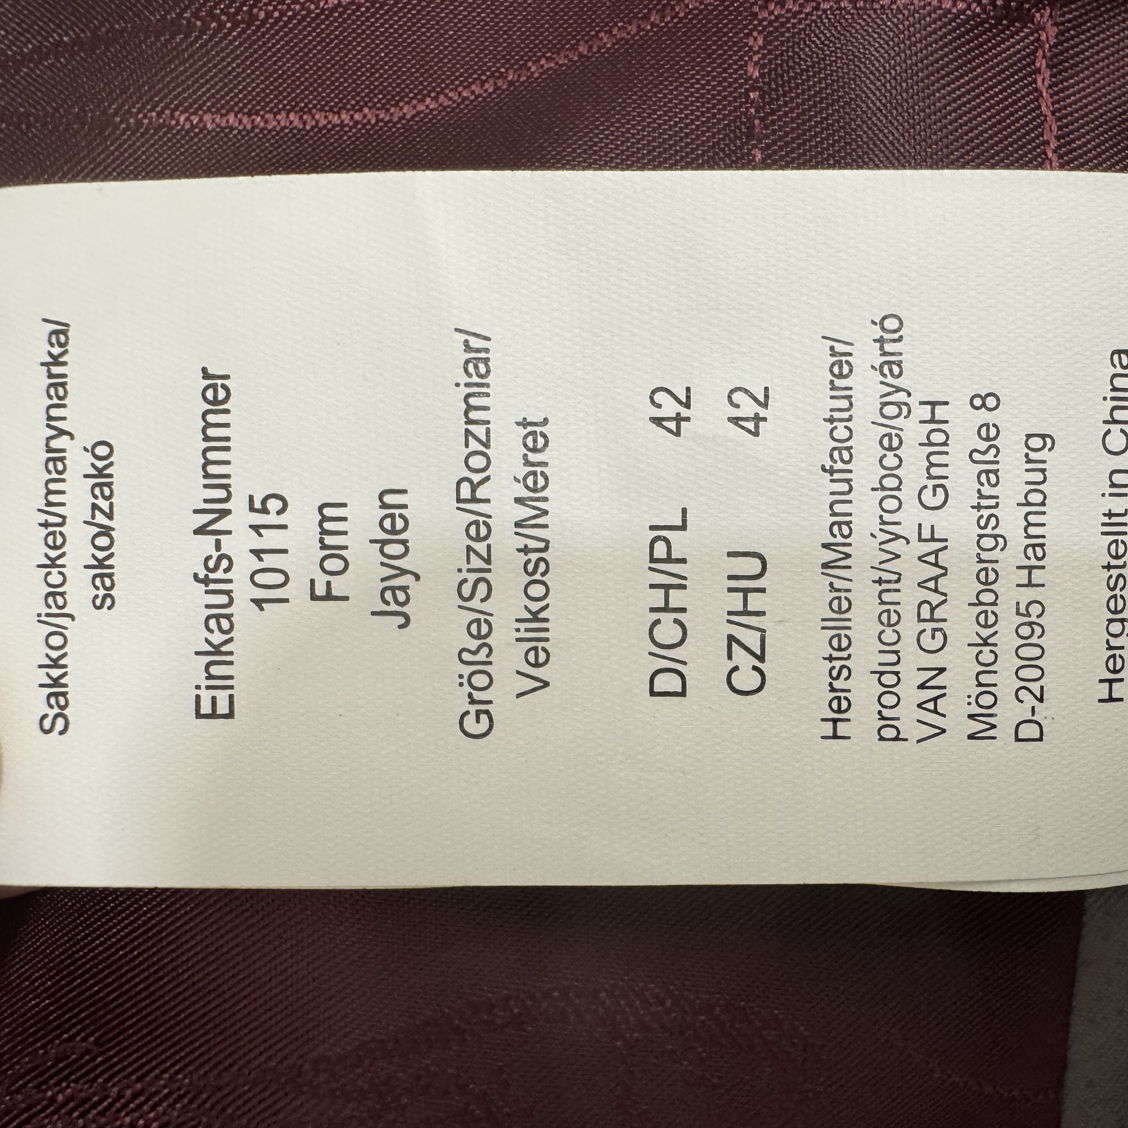 Sakko/jacket/marynarka/
sako/zakó
Einkaufs-Nummer
10115
Form
Jayden
Größe/Size/Rozmiar/
Velikost/Méret
D/CH/PL 42
CZ/HU 42
Hersteller/Manufacturer/
producent/výrobce/gyártó
VAN GRAAF GmbH
Mönckebergstraße 8
D-20095 Hamburg
Hergestellt in China